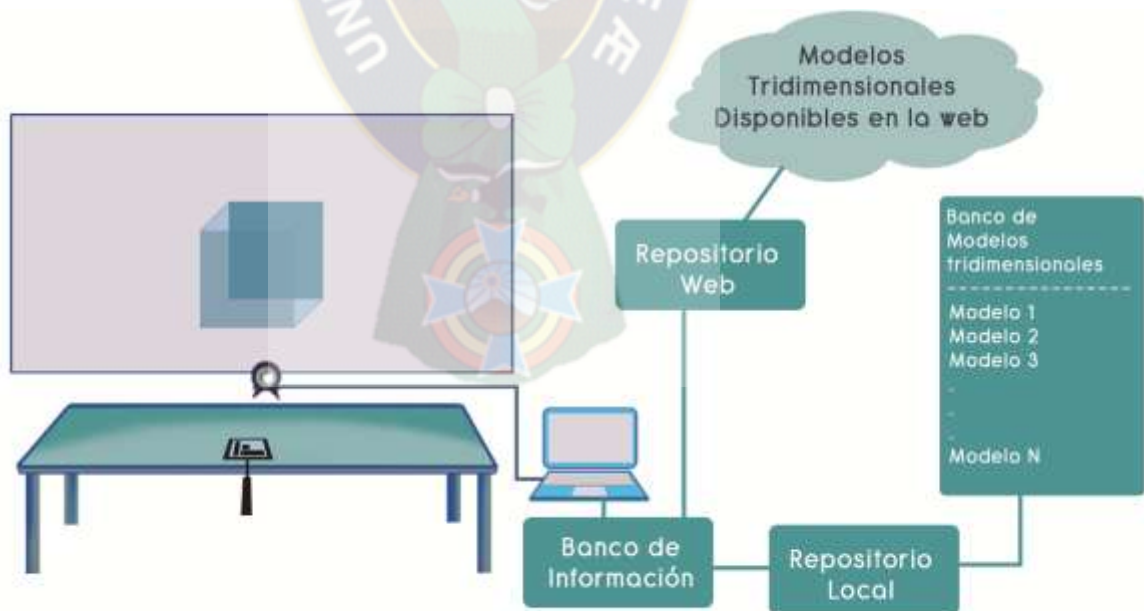 UN
Æ
Modelos
Tridimensionales
Disponibles en la web
Repositorio
Web
Banco de
Modelos
tridimensionales
Modelo 1
Modelo 2
Modelo 3
.
.
.
Modelo N
Banco de
Información
Repositorio
Local